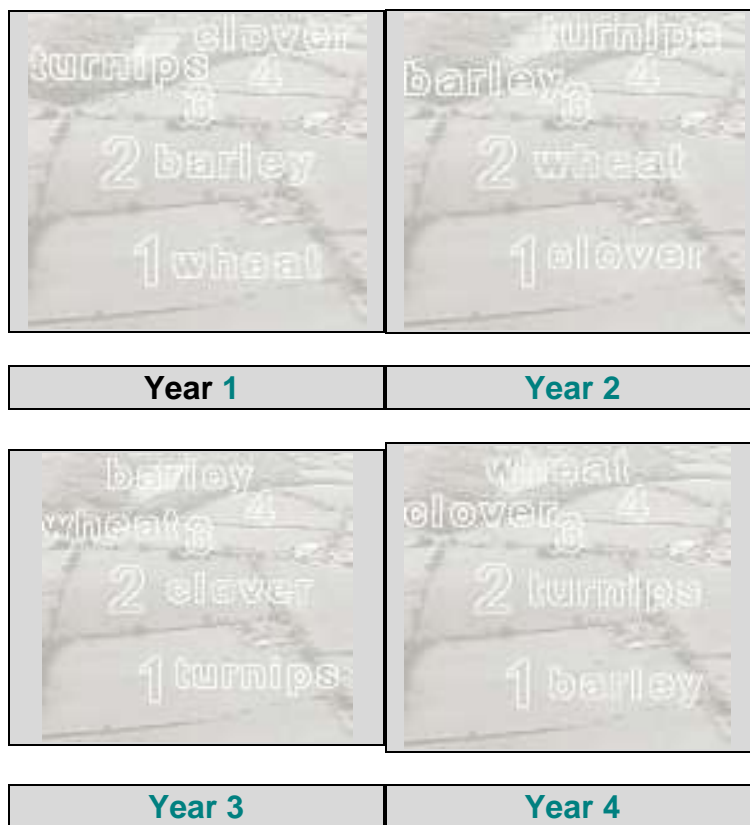 clover
turnips 4
3
2 barley
1 wheat
turnips
barley 4
3
2 wheat
1 clover
Year 1
Year 2
barley
wheat 3 4
2 clover
1 turnips
wheat
clover 3 4
2 turnips
1 barley
Year 3
Year 4